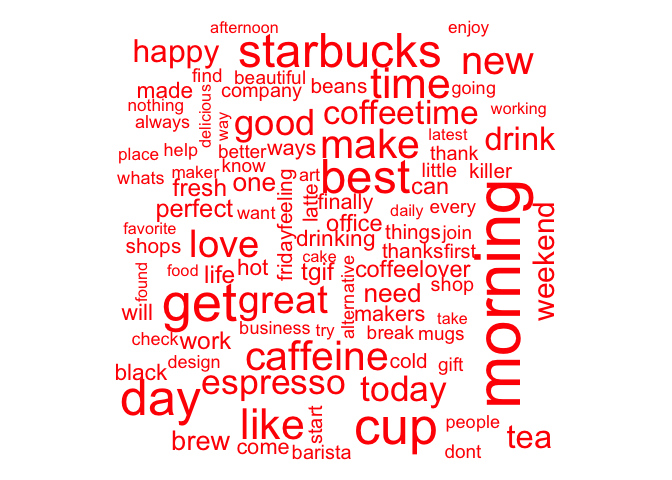 afternoon
enjoy
happy
starbucks
new
find
beautiful
time
going
made
company
beans
nothing
delicious
coffeetime
working
always
way
good
make
latest
drink
place
help
better
ways
thank
whats
maker
know
art
best
can
little
killer
fresh
one
feeling
latte
finally
perfect
want
daily
every
morning
weekend
favorite
office
shops
love
friday
drinking
things
join
cake
thanks
first
found
food
life
hot
tgif
coffeelover
alternative
shop
will
get
great
need
makers
take
check
work
business
try
break
mugs
design
caffeine
cold
gift
black
espresso
today
day
like
start
cup
people
brew
come
barista
tea
dont